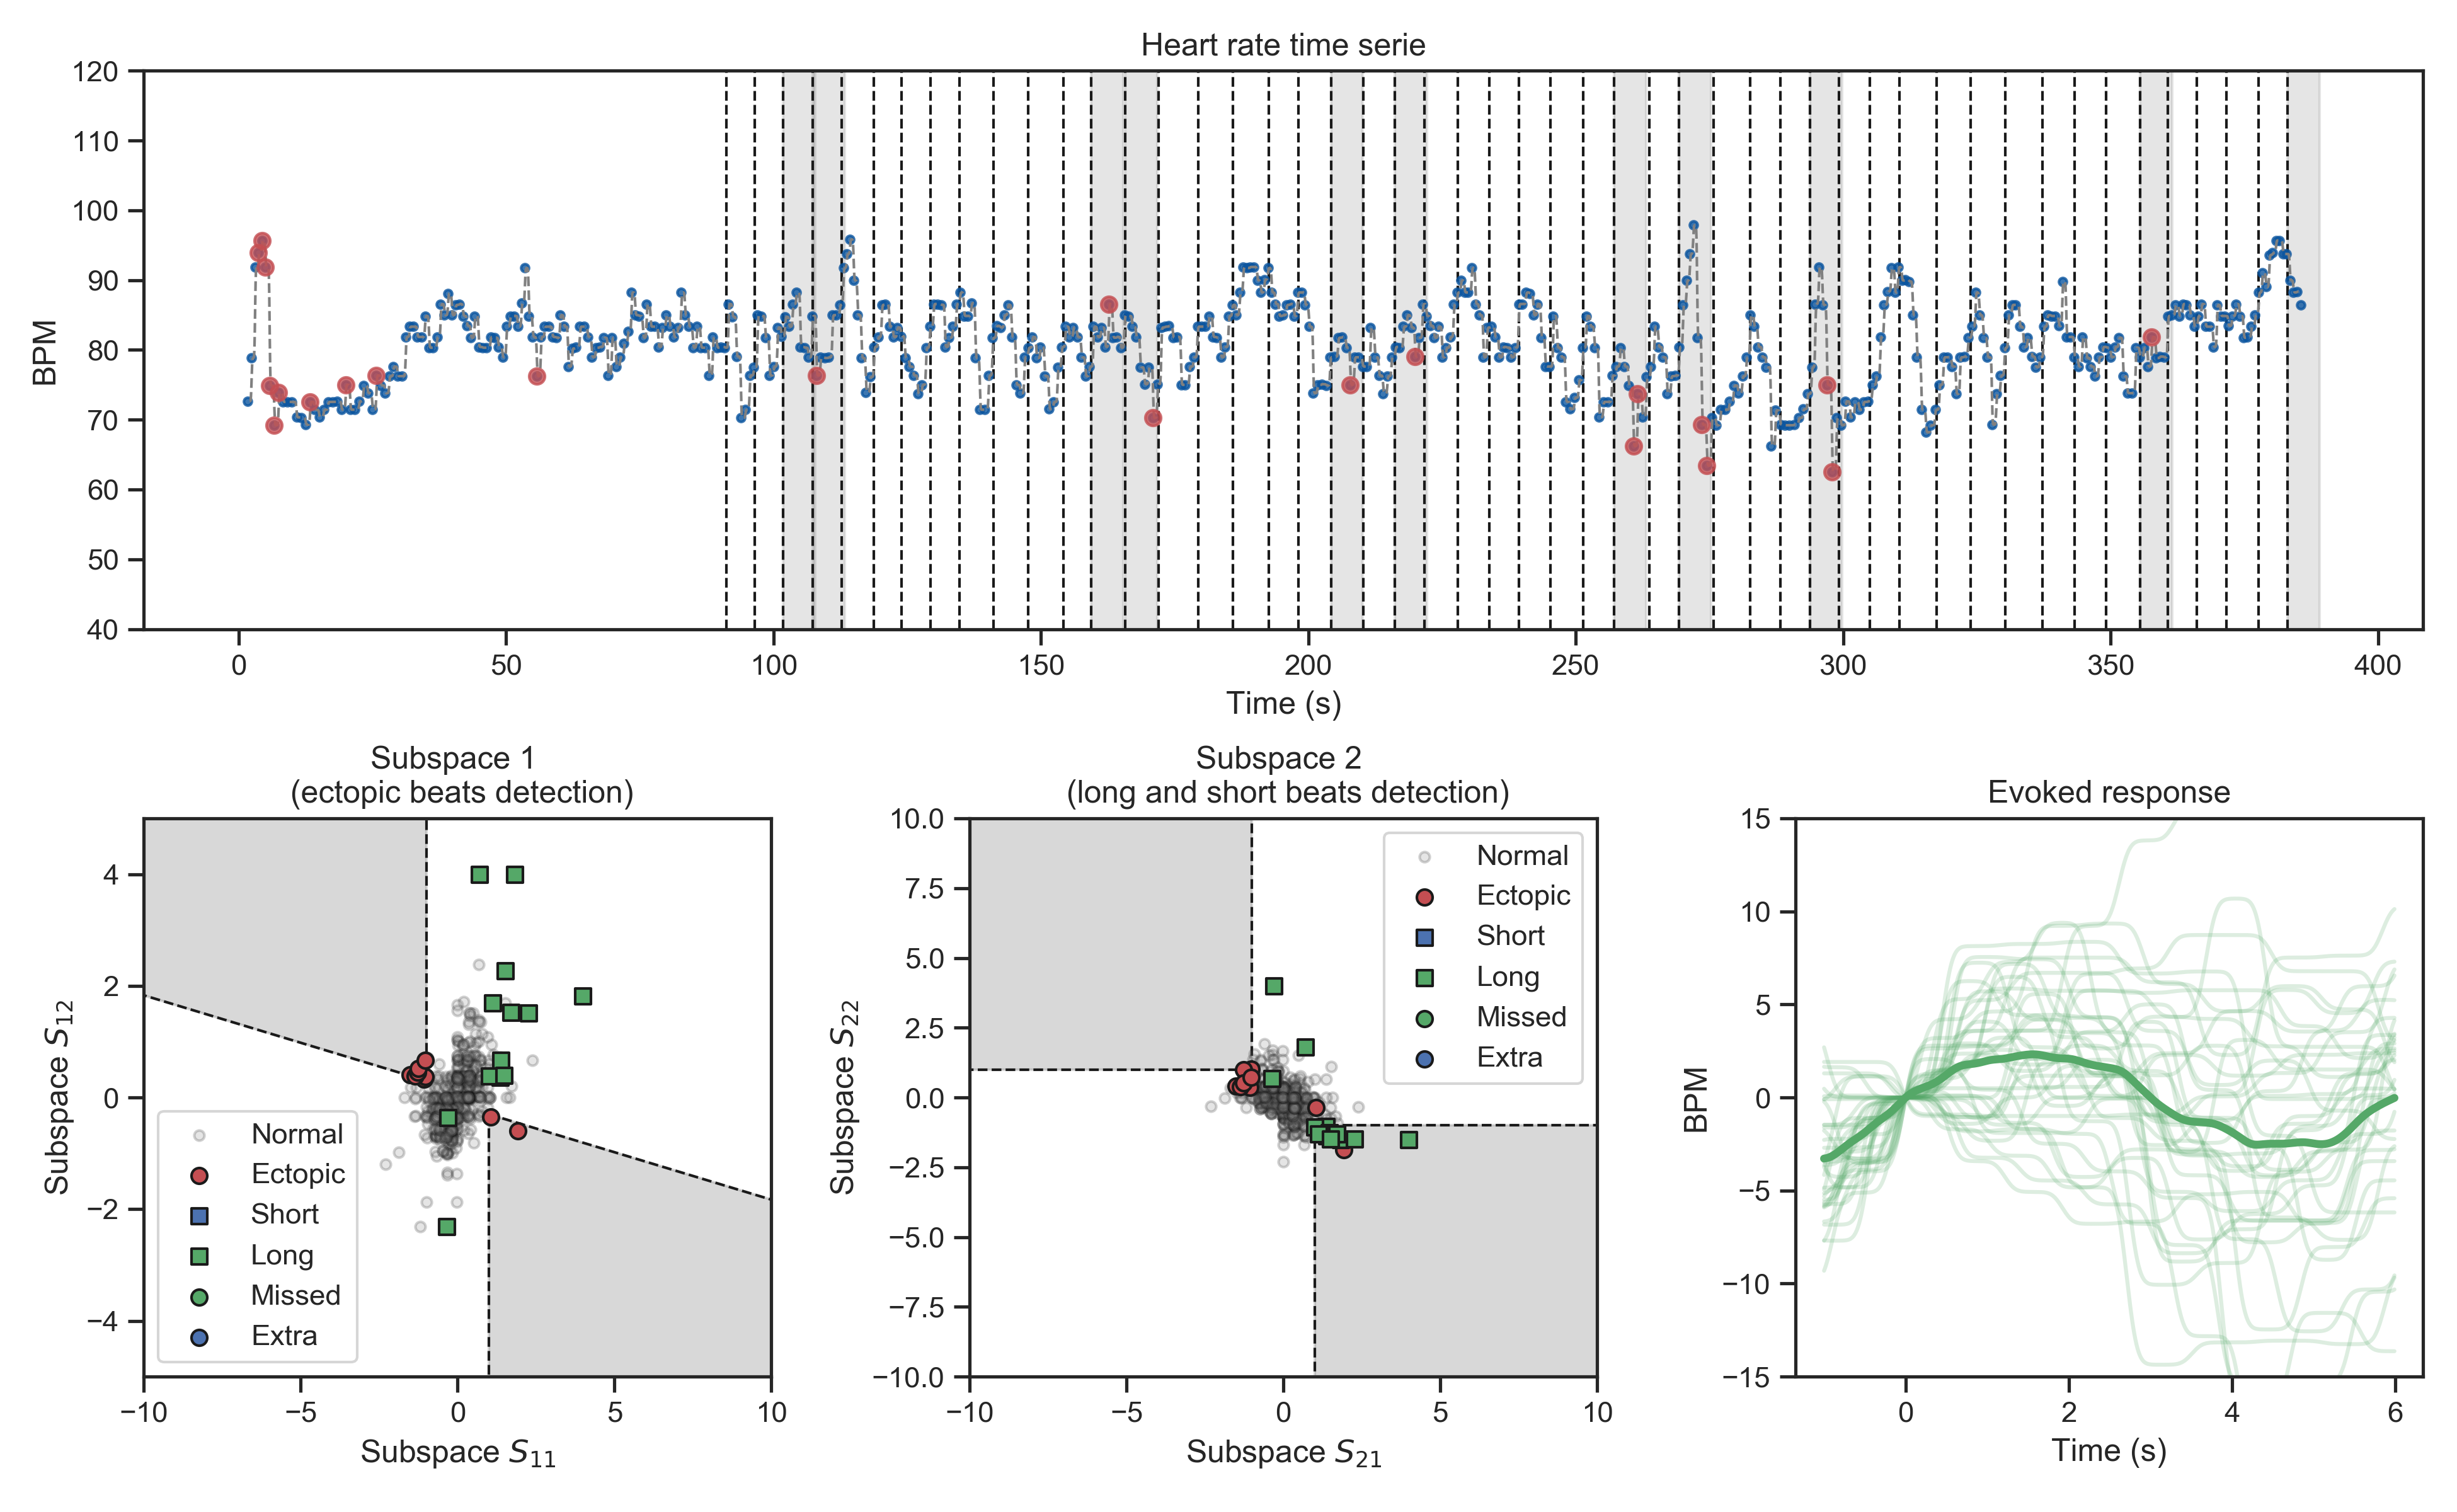 Heart rate time serie
120
110
100
90
80
70
60
50
40
BPM
0 50 100 150 200 250 300 350 400
Time (s)
Subspace 1
(ectopic beats detection)
4
2
0
−2
−4
Subspace S12
Normal
Ectopic
Short
Long
Missed
Extra
−10 −5 0 5 10
Subspace S11
Subspace 2
(long and short beats detection)
10.0
7.5
5.0
2.5
0.0
−2.5
−5.0
−7.5
−10.0
Subspace S22
Normal
Ectopic
Short
Long
Missed
Extra
−10 −5 0 5 10
Subspace S21
Evoked response
15
10
5
0
−5
−10
−15
BPM
0 2 4 6
Time (s)